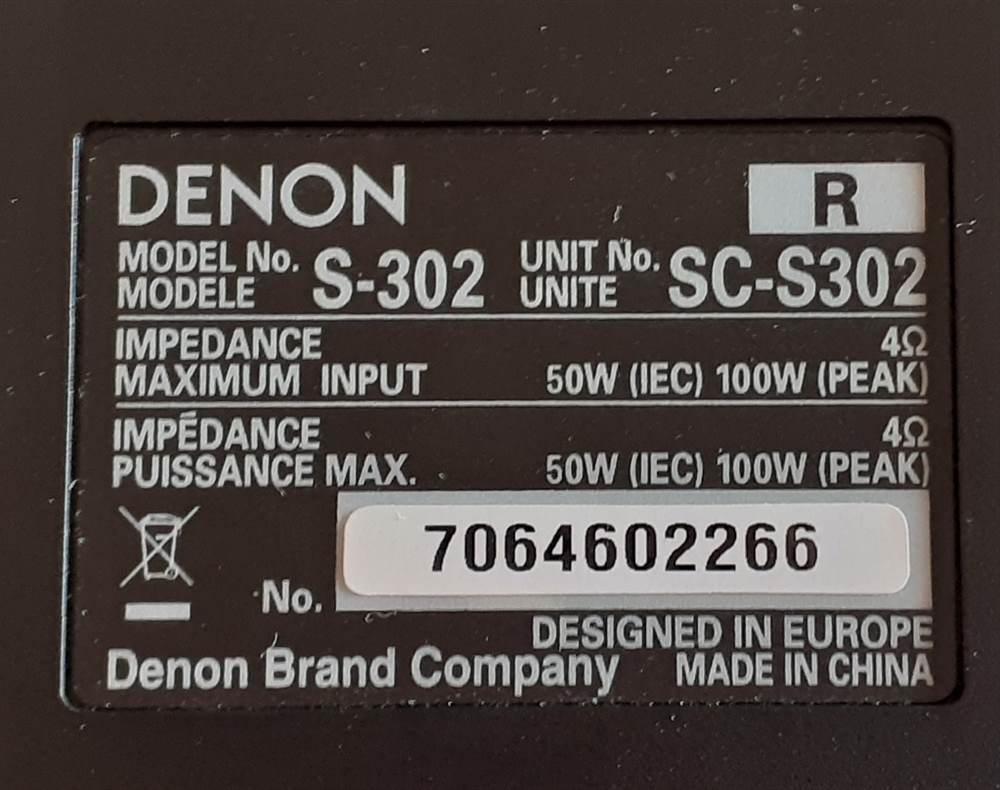 DENON
R
MODEL No. S-302 UNIT No. SC-S302
MODELE UNITE
IMPEDANCE 4Ω
MAXIMUM INPUT 50W (IEC) 100W (PEAK)
IMPÉDANCE 4Ω
PUISSANCE MAX. 50W (IEC) 100W (PEAK)
No. 7064602266
DESIGNED IN EUROPE
Denon Brand Company MADE IN CHINA